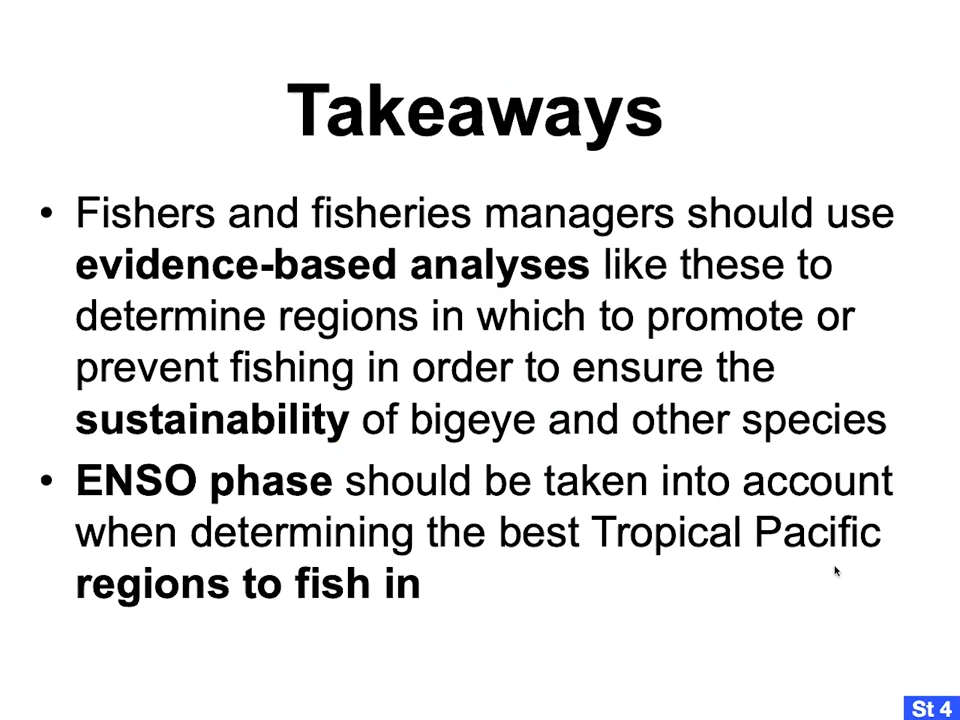 Takeaways
• Fishers and fisheries managers should use
evidence-based analyses like these to
determine regions in which to promote or
prevent fishing in order to ensure the
sustainability of bigeye and other species
• ENSO phase should be taken into account
when determining the best Tropical Pacific
regions to fish in
St 4